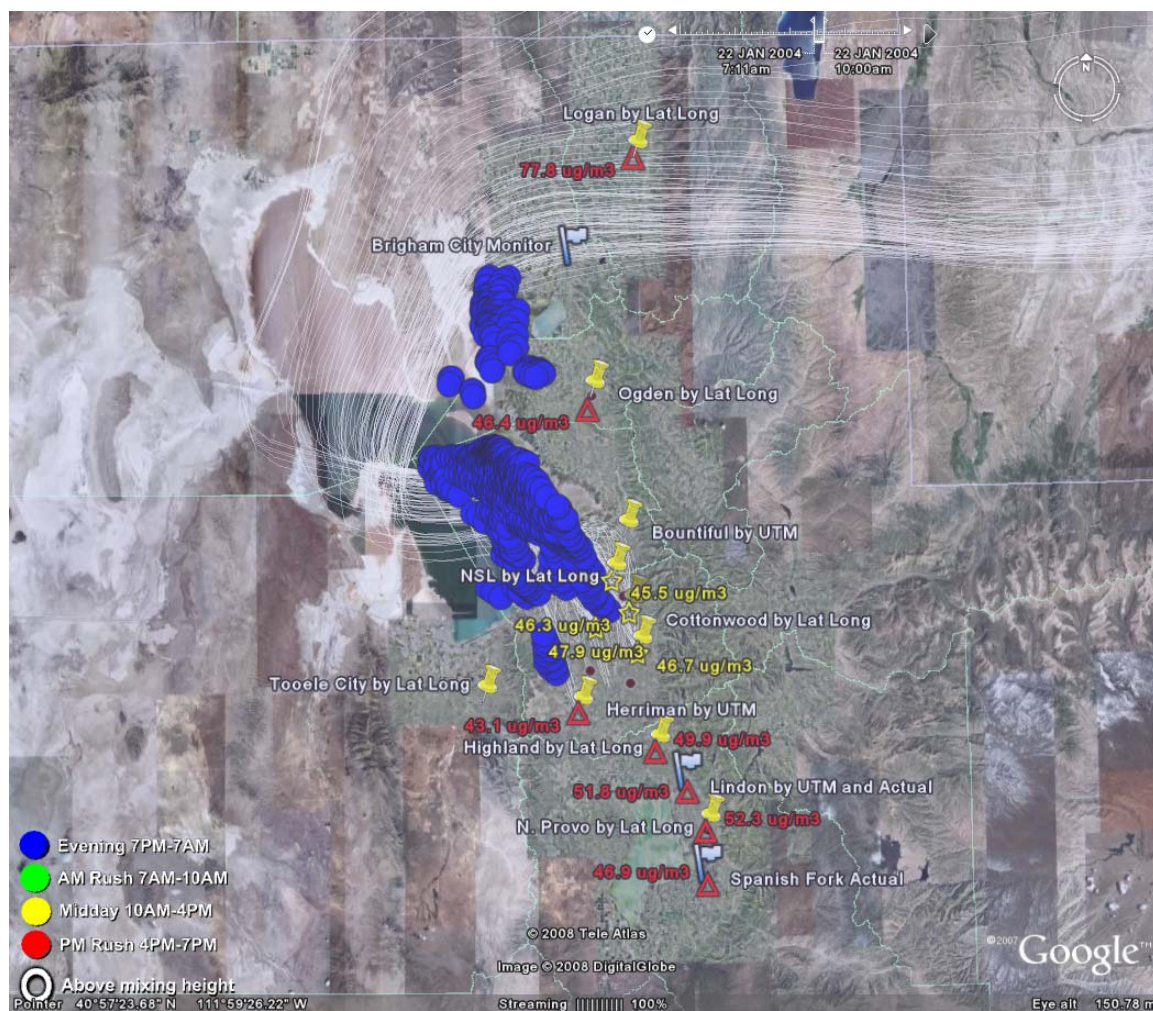 22 JAN 2004 22 JAN 2004
7:11am 10:00am
N
Logan by Lat Long
77.8 ug/m3
Brigham City Monitor
Ogden by Lat Long
46.4 ug/m3
Bountiful by UTM
NSL by Lat Long
45.5 ug/m3
46.3 ug/m3
Cottonwood by Lat Long
47.9 ug/m3
46.7 ug/m3
Tooele City by Lat Long
Herriman by UTM
43.1 ug/m3
49.9 ug/m3
Highland by Lat Long
51.8 ug/m3
Lindon by UTM and Actual
52.3 ug/m3
N. Provo by Lat Long
46.9 ug/m3
Spanish Fork Actual
Evening 7PM-7AM
AM Rush 7AM-10AM
Midday 10AM-4PM
PM Rush 4PM-7PM
Above mixing height
© 2008 Tele Atlas
Image © 2008 DigitalGlobe
©2007 Google™
Pointer 40°57'23.68" N 111°59'26.22" W Streaming |||||||||| 100% Eye alt 150.78 m